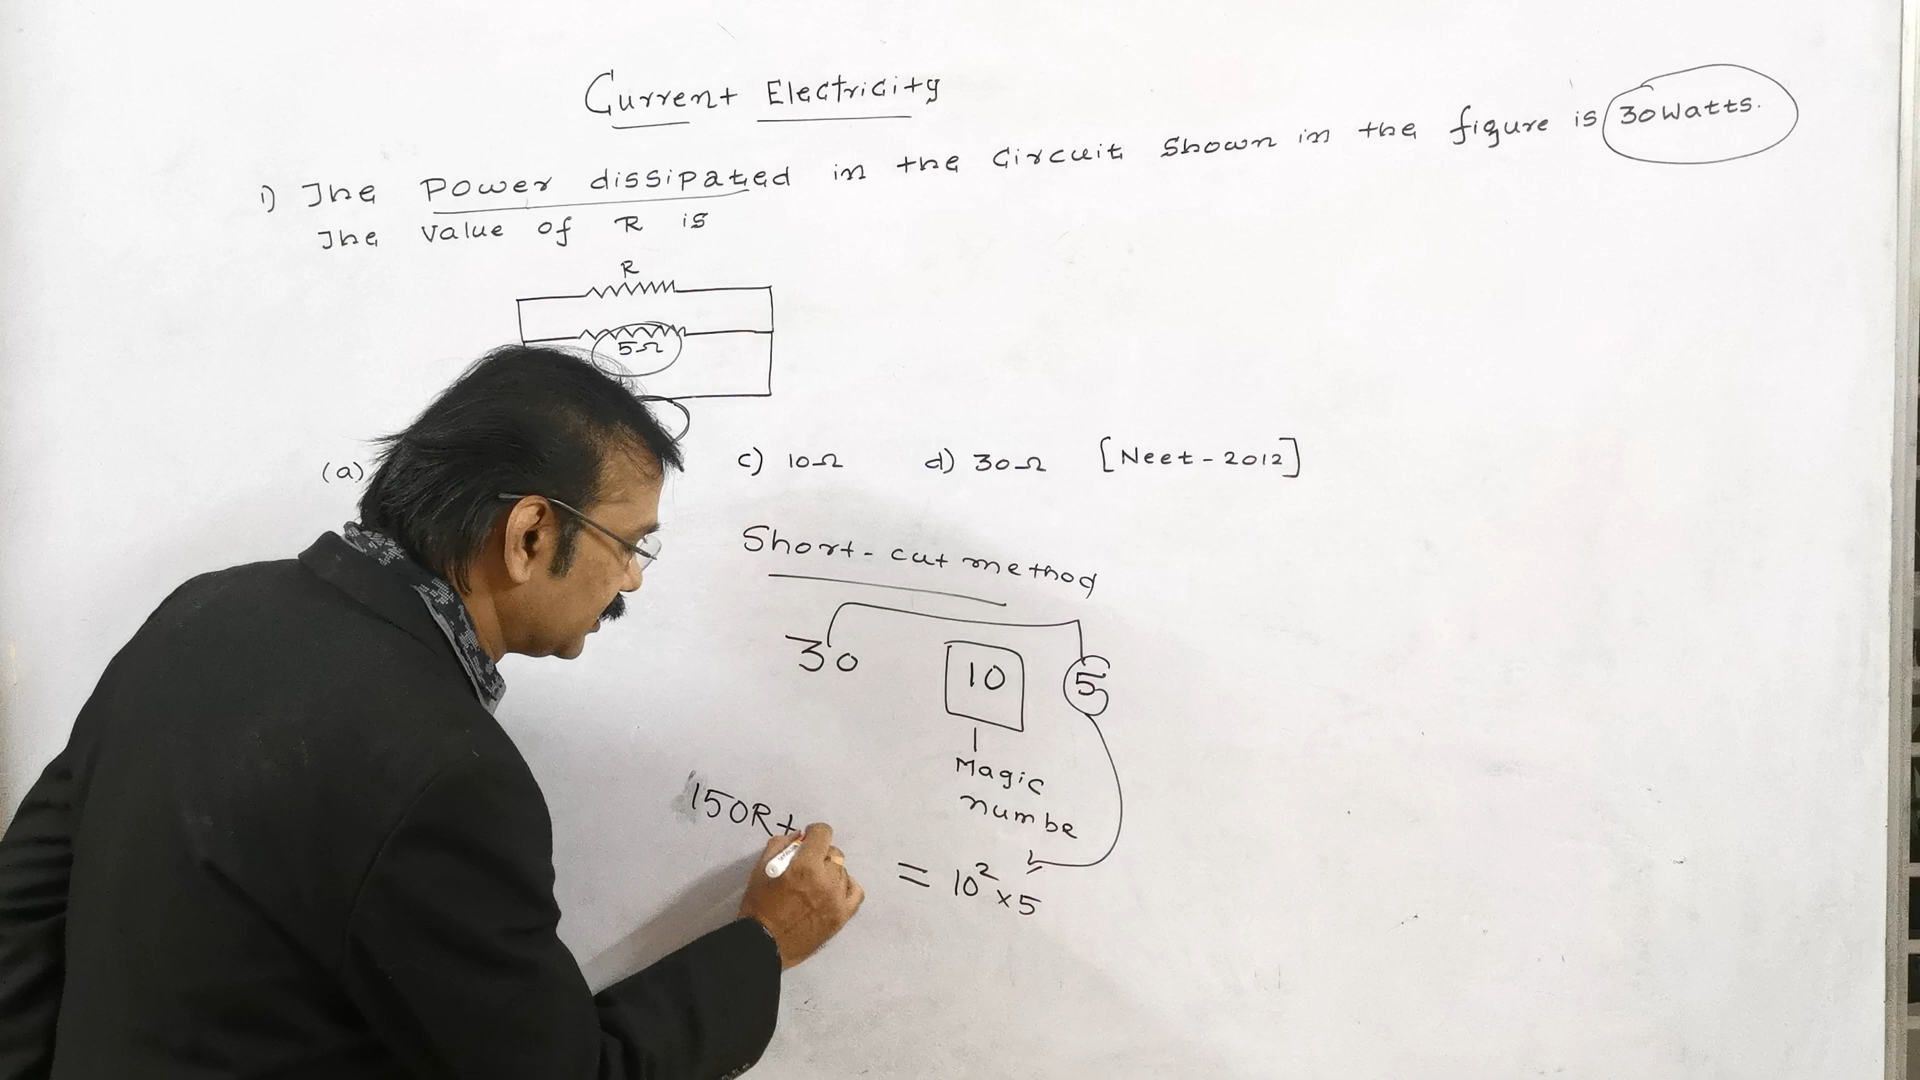 Current Electricity
1) The Power dissipated in the Circuit Shown in the figure is 30 Watts.
The Value of R is
R
5Ω
(a) c) 10Ω d) 30Ω [Neet - 2012]
Short-cut method
30 10 5
Magic
numbe
150R+
= 10² × 5